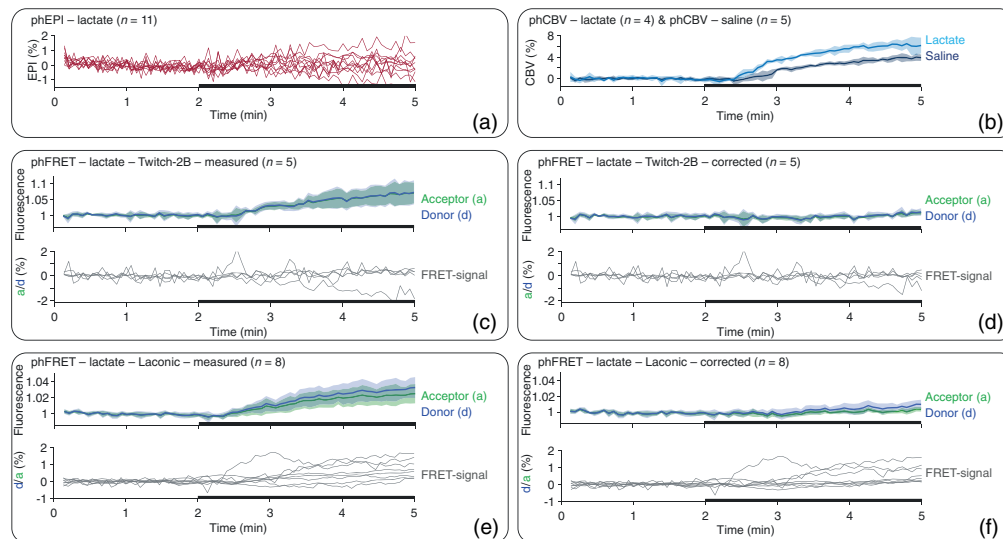 phEPI – lactate (n = 11)
EPI (%)
2
1
0
-1
-2
0 1 2 3 4 5
Time (min)
(a)
phCBV – lactate (n = 4) & phCBV – saline (n = 5)
CBV (%)
8
4
0
Lactate
Saline
0 1 2 3 4 5
Time (min)
(b)
phFRET – lactate – Twitch-2B – measured (n = 5)
Fluorescence
1.1
1.05
1
Acceptor (a)
Donor (d)
a/d (%)
2
0
-2
FRET-signal
0 1 2 3 4 5
Time (min)
(c)
phFRET – lactate – Twitch-2B – corrected (n = 5)
Fluorescence
1.1
1.05
1
Acceptor (a)
Donor (d)
a/d (%)
2
0
-2
FRET-signal
0 1 2 3 4 5
Time (min)
(d)
phFRET – lactate – Laconic – measured (n = 8)
Fluorescence
1.04
1.02
1
Acceptor (a)
Donor (d)
d/a (%)
2
1
0
-1
FRET-signal
0 1 2 3 4 5
Time (min)
(e)
phFRET – lactate – Laconic – corrected (n = 8)
Fluorescence
1.04
1.02
1
Acceptor (a)
Donor (d)
d/a (%)
2
1
0
-1
FRET-signal
0 1 2 3 4 5
Time (min)
(f)